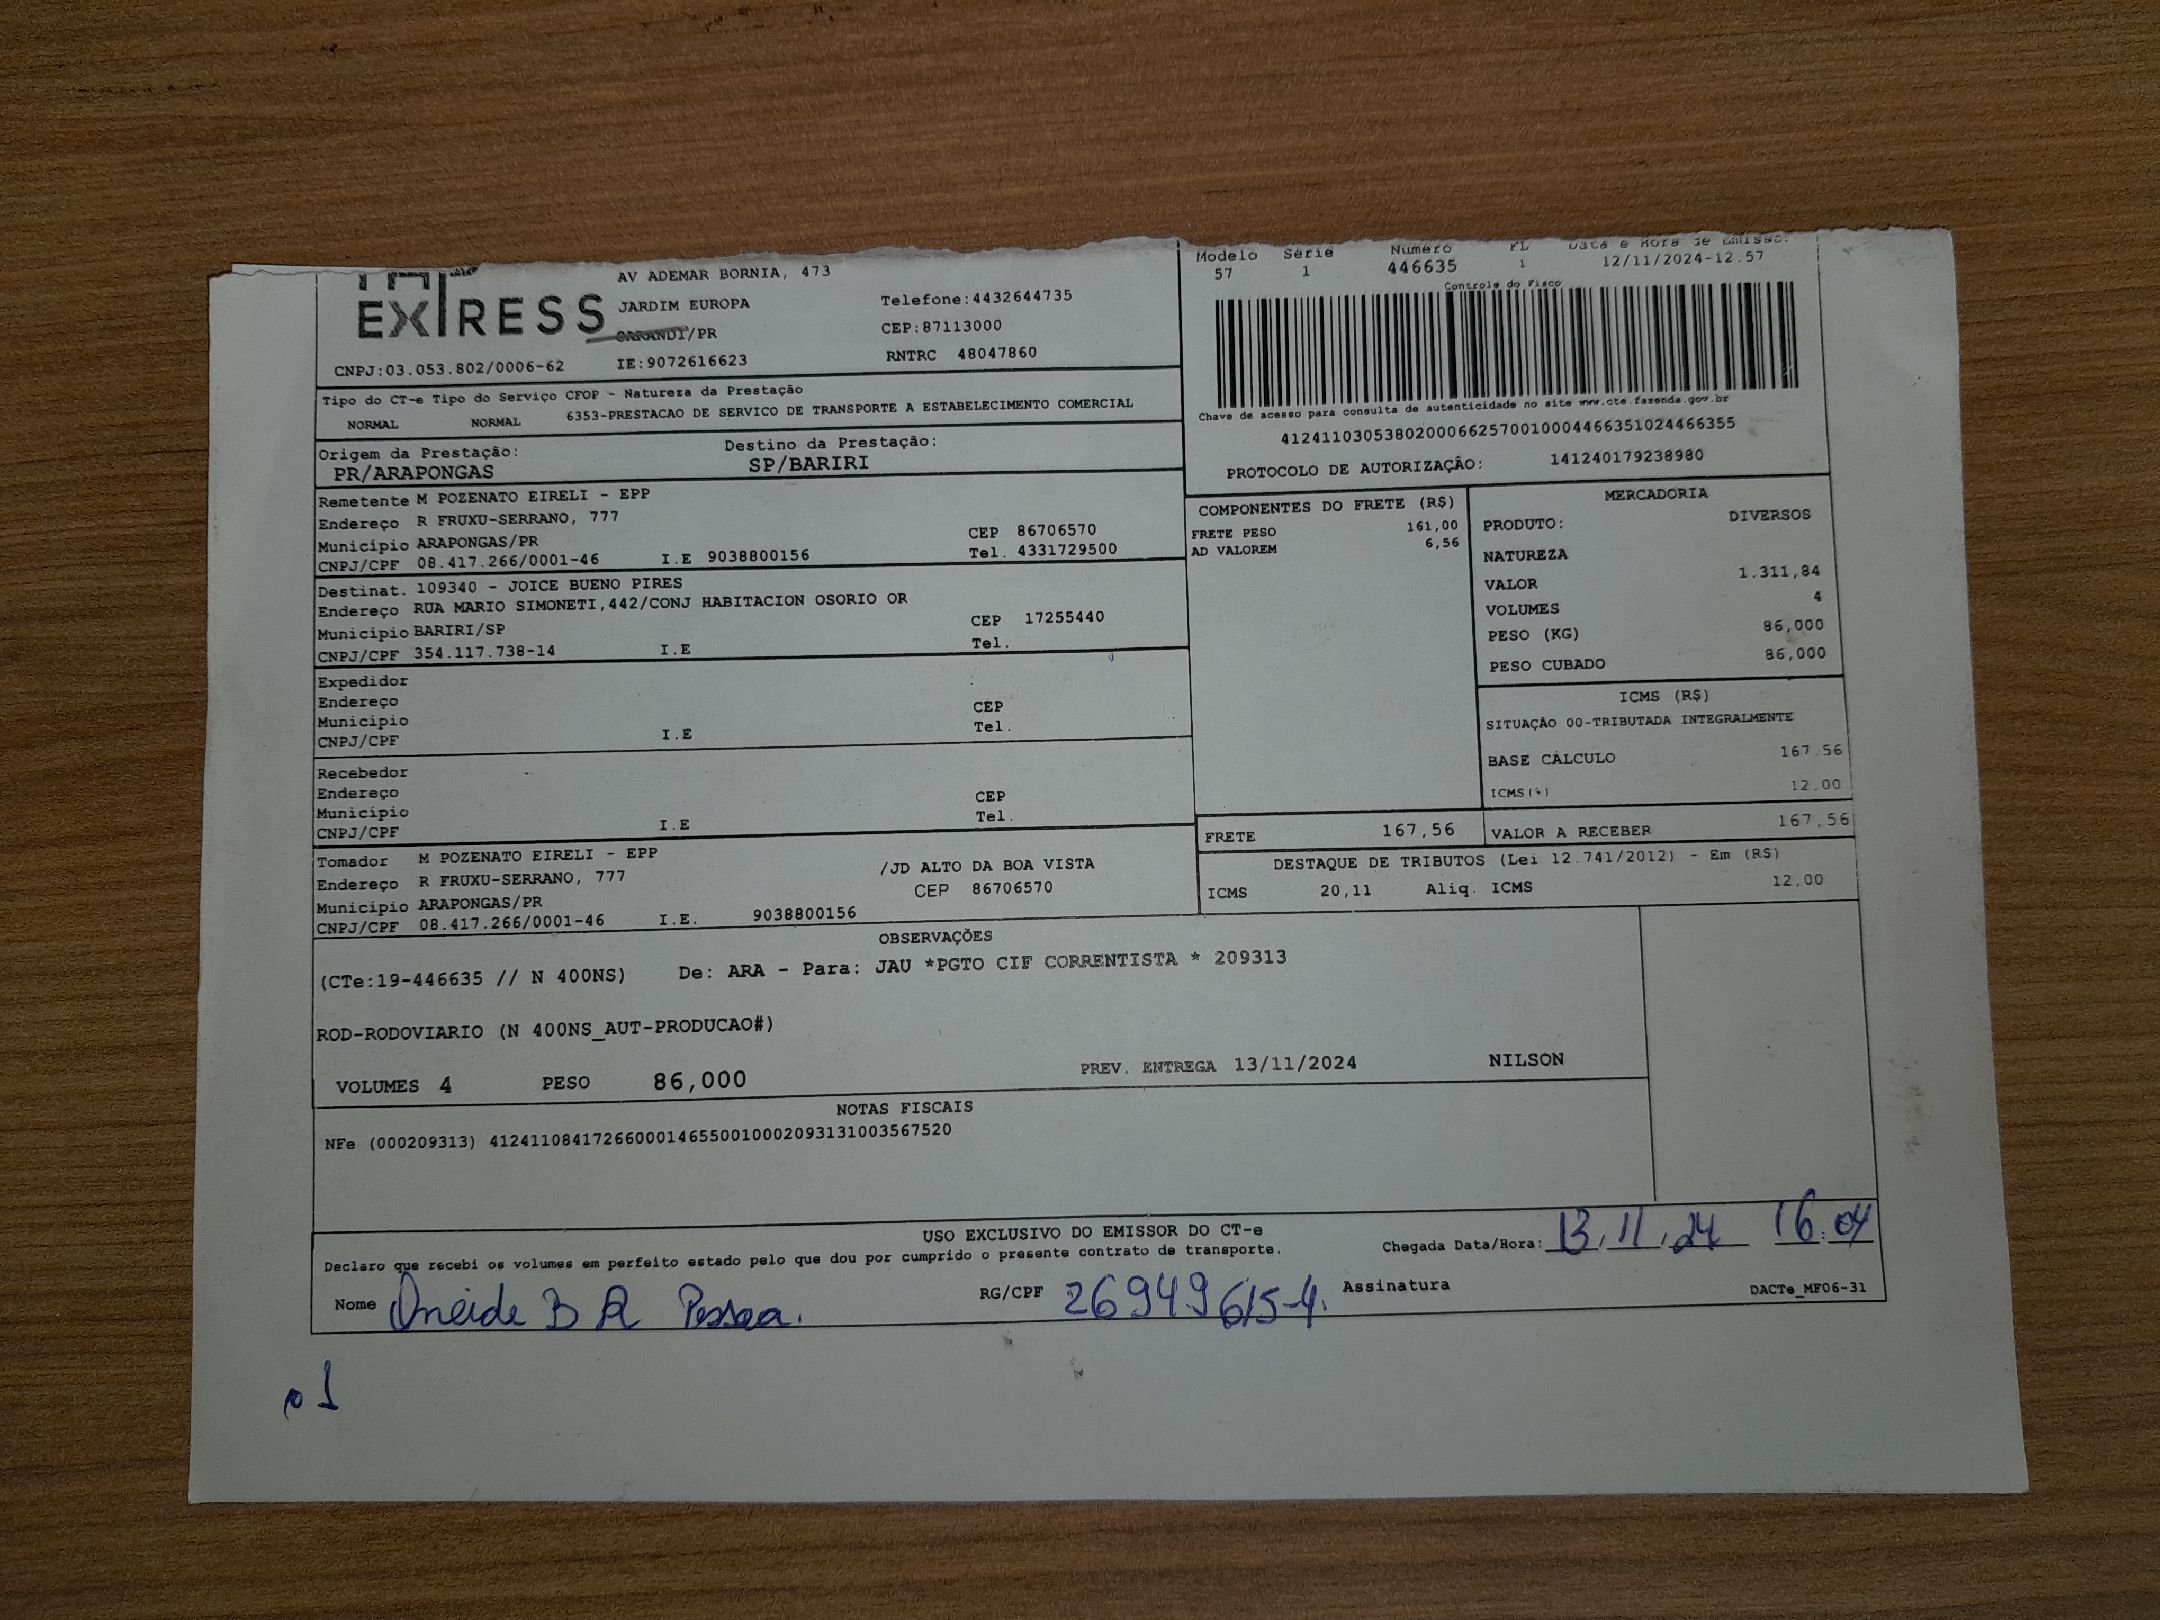 EXPRESS
AV ADEMAR BORNIA, 473
JARDIM EUROPA
Telefone:4432644735
SARANDI/PR
CEP:87113000
CNPJ:03.053.802/0006-62
IE:9072616623
RNTRC 48047860
Modelo Série Número FL Data e Hora de Emissão:
57 1 446635 1 12/11/2024-12.57
Controle do Fisco
Chave de acesso para consulta de autenticidade no site www.cte.fazenda.gov.br
41241103053802000662570010004466351024466355
PROTOCOLO DE AUTORIZAÇÃO: 141240179238980
Tipo do CT-e Tipo do Serviço CFOP - Natureza da Prestação
NORMAL NORMAL 6353-PRESTACAO DE SERVICO DE TRANSPORTE A ESTABELECIMENTO COMERCIAL
Origem da Prestação: Destino da Prestação:
PR/ARAPONGAS SP/BARIRI
Remetente M POZENATO EIRELI - EPP
Endereço R FRUXU-SERRANO, 777
Município ARAPONGAS/PR CEP 86706570
CNPJ/CPF 08.417.266/0001-46 I.E 9038800156 Tel. 4331729500
Destinat. 109340 - JOICE BUENO PIRES
Endereço RUA MARIO SIMONETI,442/CONJ HABITACION OSORIO OR
Município BARIRI/SP CEP 17255440
CNPJ/CPF 354.117.738-14 I.E Tel.
Expedidor
Endereço
Município CEP
CNPJ/CPF I.E Tel.
Recebedor
Endereço
Município CEP
CNPJ/CPF I.E Tel.
Tomador M POZENATO EIRELI - EPP
Endereço R FRUXU-SERRANO, 777 /JD ALTO DA BOA VISTA
Município ARAPONGAS/PR CEP 86706570
CNPJ/CPF 08.417.266/0001-46 I.E. 9038800156
COMPONENTES DO FRETE (R$)
FRETE PESO 161,00
AD VALOREM 6,56
MERCADORIA
PRODUTO: DIVERSOS
NATUREZA
VALOR 1.311,84
VOLUMES 4
PESO (KG) 86,000
PESO CUBADO 86,000
ICMS (R$)
SITUAÇÃO 00-TRIBUTADA INTEGRALMENTE
BASE CÁLCULO 167.56
ICMS(%) 12.00
FRETE 167,56 VALOR A RECEBER 167,56
DESTAQUE DE TRIBUTOS (Lei 12.741/2012) - Em (R$)
ICMS 20,11 Aliq. ICMS 12,00
OBSERVAÇÕES
(CTe:19-446635 // N 400NS) De: ARA - Para: JAU *PGTO CIF CORRENTISTA * 209313
ROD-RODOVIARIO (N 400NS_AUT-PRODUCAO#)
VOLUMES 4 PESO 86,000 PREV. ENTREGA 13/11/2024 NILSON
NOTAS FISCAIS
NFe (000209313) 41241108417266000146550010002093131003567520
USO EXCLUSIVO DO EMISSOR DO CT-e
Declaro que recebi os volumes em perfeito estado pelo que dou por cumprido o presente contrato de transporte.
Chegada Data/Hora: 13.11.24 16:04
Nome Oneide B R Pessoa. RG/CPF 26949615-4. Assinatura
DACTe_MF06-31